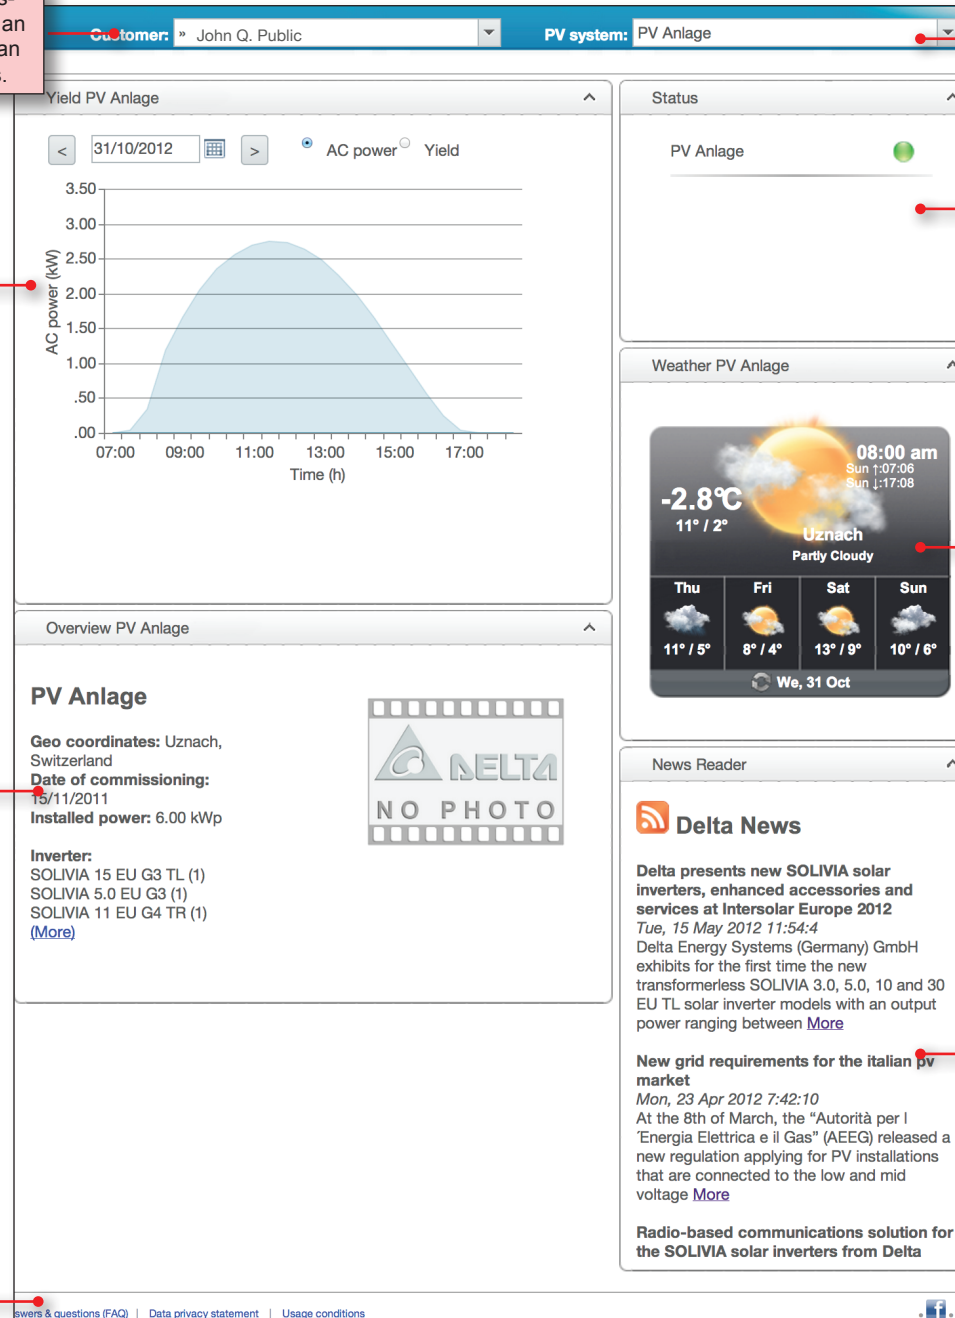 an
an
Customer: » John Q. Public
PV system: PV Anlage
Yield PV Anlage
< 31/10/2012 > AC power Yield
3.50
3.00
2.50
2.00
1.50
1.00
.50
.00
AC power (kW)
07:00 09:00 11:00 13:00 15:00 17:00
Time (h)
Overview PV Anlage
PV Anlage
Geo coordinates: Uznach,
Switzerland
Date of commissioning:
15/11/2011
Installed power: 6.00 kWp
Inverter:
SOLIVIA 15 EU G3 TL (1)
SOLIVIA 5.0 EU G3 (1)
SOLIVIA 11 EU G4 TR (1)
(More)
DELTA
NO PHOTO
Status
PV Anlage
Weather PV Anlage
08:00 am
Sun ↑:07:06
Sun ↓:17:08
-2.8°C
11° / 2°
Uznach
Partly Cloudy
Thu Fri Sat Sun
11° / 5° 8° / 4° 13° / 9° 10° / 6°
We, 31 Oct
News Reader
Delta News
Delta presents new SOLIVIA solar
inverters, enhanced accessories and
services at Intersolar Europe 2012
Tue, 15 May 2012 11:54:4
Delta Energy Systems (Germany) GmbH
exhibits for the first time the new
transformerless SOLIVIA 3.0, 5.0, 10 and 30
EU TL solar inverter models with an output
power ranging between More
New grid requirements for the italian pv
market
Mon, 23 Apr 2012 7:42:10
At the 8th of March, the “Autorità per l
´Energia Elettrica e il Gas” (AEEG) released a
new regulation applying for PV installations
that are connected to the low and mid
voltage More
Radio-based communications solution for
the SOLIVIA solar inverters from Delta
swers & questions (FAQ) | Data privacy statement | Usage conditions
f